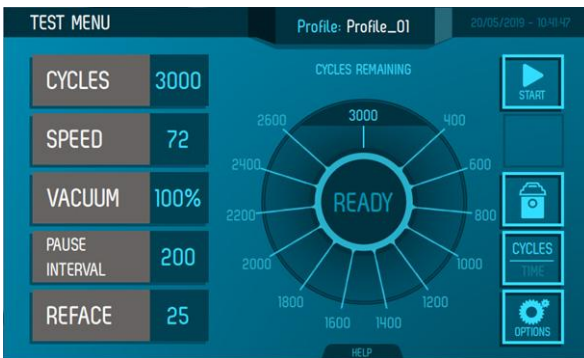 TEST MENU
Profile: Profile_01
20/05/2019 - 10:41:47
CYCLES 3000
SPEED 72
VACUUM 100%
PAUSE INTERVAL 200
REFACE 25
CYCLES REMAINING
3000
400
600
800
1000
1200
1400
1600
1800
2000
2200
2400
2600
READY
START
CYCLES
TIME
OPTIONS
HELP